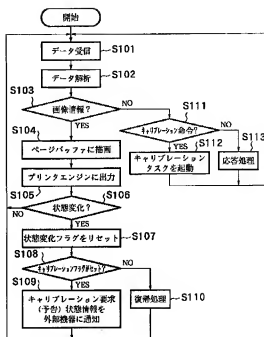 開始
データ受信
S101
データ解析
S102
S103
画像情報?
NO
YES
S111
キャリブレーション命令?
NO
YES
S112
S113
S104
ページバッファに描画
キャリブレーション
タスクを起動
応答処理
プリントエンジンに出力
S105
S106
状態変化?
NO
YES
状態変化フラグをリセット
S107
S108
キャリブレーションフラグがセット?
NO
YES
S109
キャリブレーション要求
(予告)状態情報を
外部機器に通知
復帰処理
S110